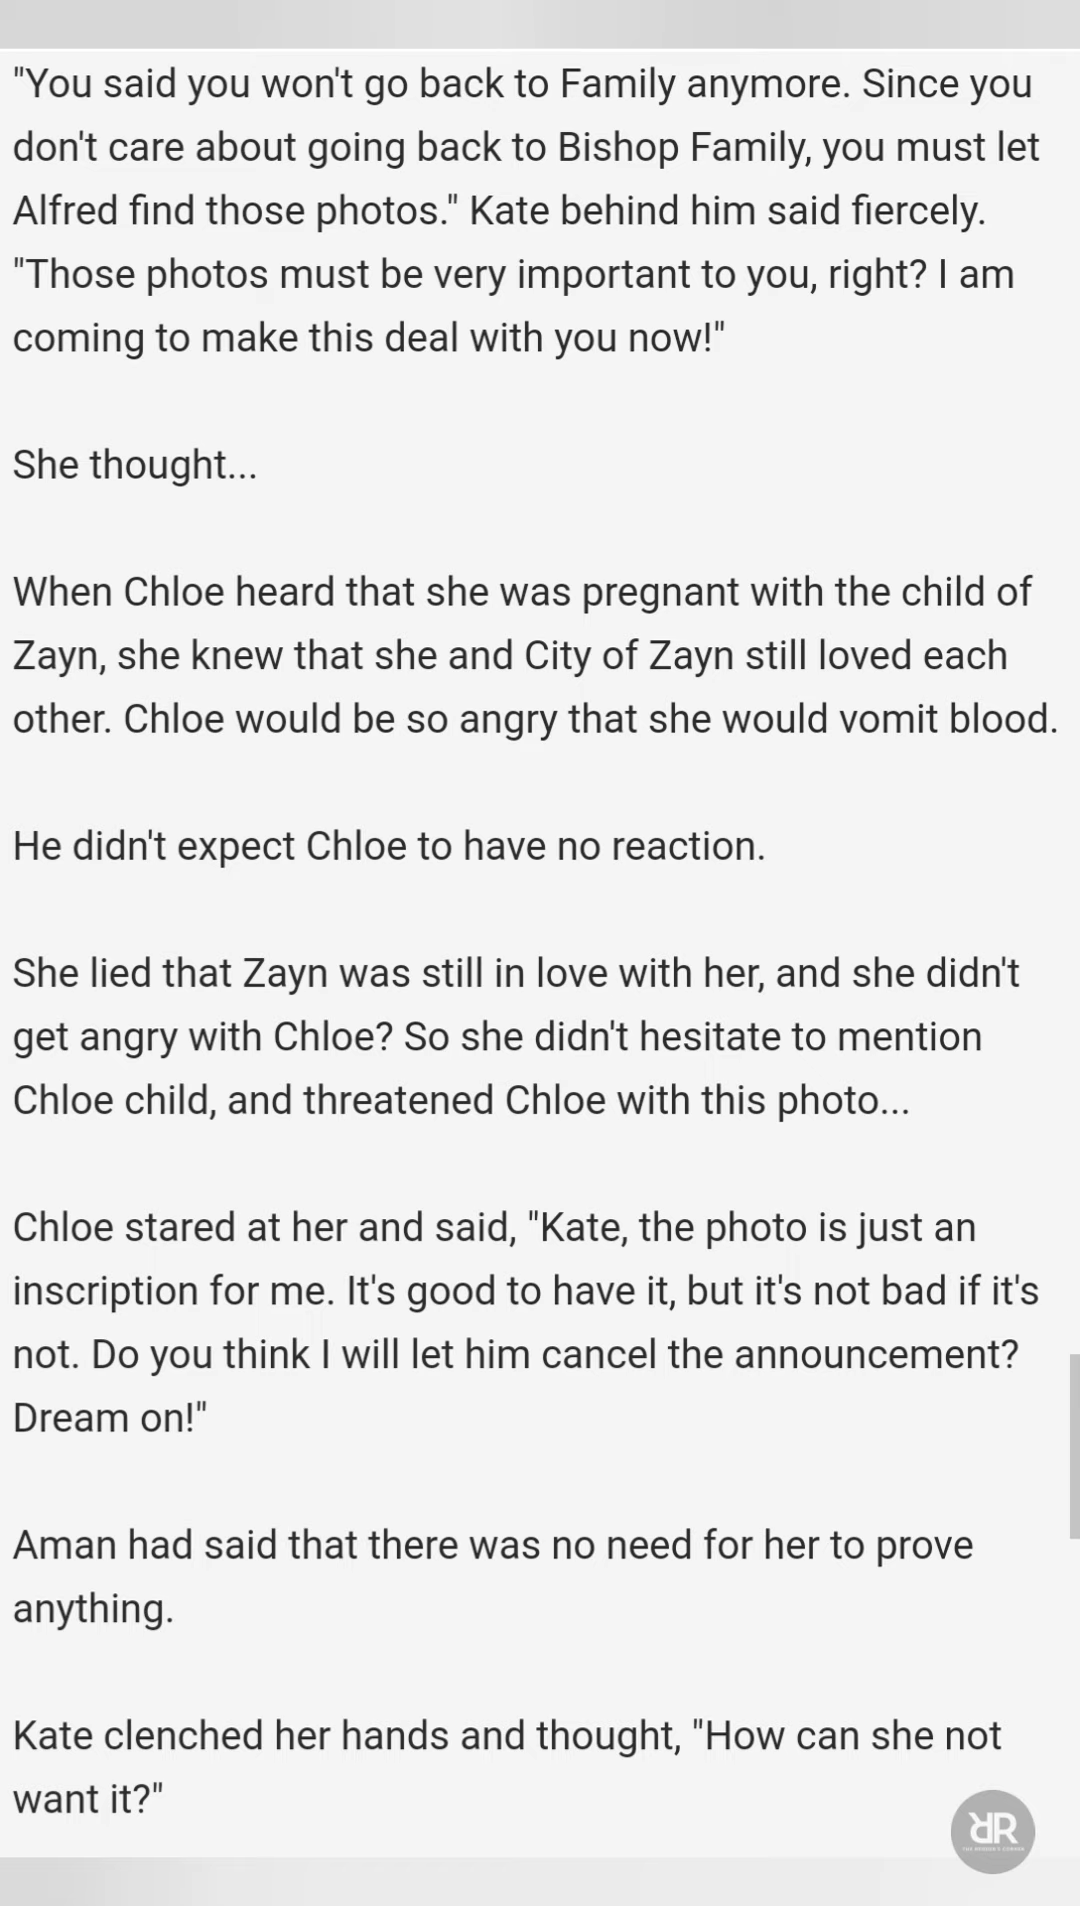 "You said you won't go back to Family anymore. Since you
don't care about going back to Bishop Family, you must let
Alfred find those photos." Kate behind him said fiercely.
"Those photos must be very important to you, right? I am
coming to make this deal with you now!"
She thought...
When Chloe heard that she was pregnant with the child of
Zayn, she knew that she and City of Zayn still loved each
other. Chloe would be so angry that she would vomit blood.
He didn't expect Chloe to have no reaction.
She lied that Zayn was still in love with her, and she didn't
get angry with Chloe? So she didn't hesitate to mention
Chloe child, and threatened Chloe with this photo...
Chloe stared at her and said, "Kate, the photo is just an
inscription for me. It's good to have it, but it's not bad if it's
not. Do you think I will let him cancel the announcement?
Dream on!"
Aman had said that there was no need for her to prove
anything.
Kate clenched her hands and thought, "How can she not
want it?"
RR